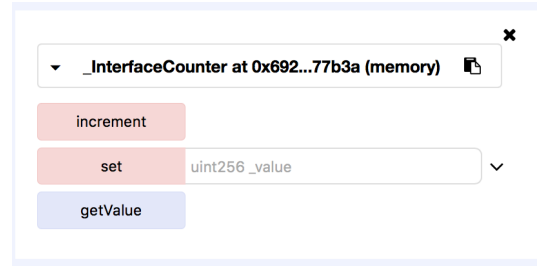 _InterfaceCounter at 0x692...77b3a (memory)
increment
set uint256 _value
getValue